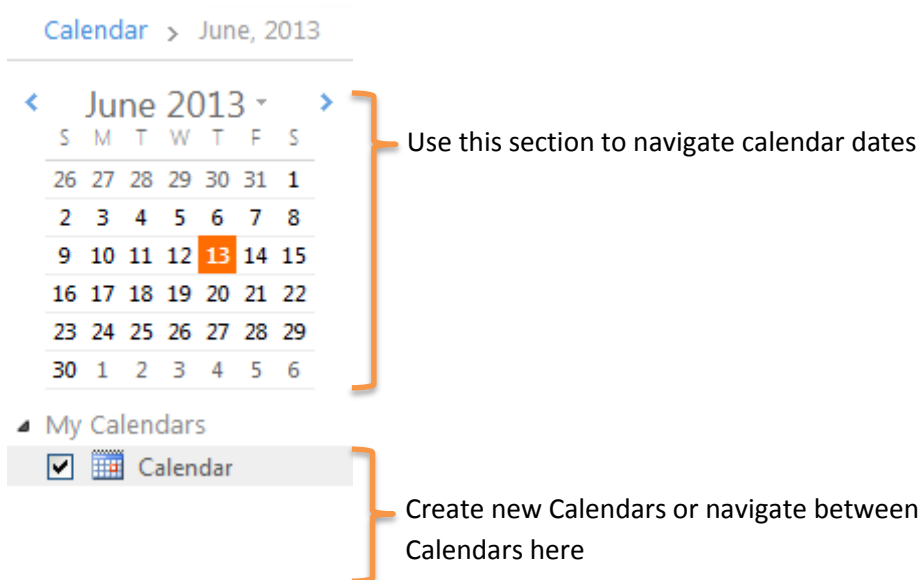 Calendar > June, 2013
< June 2013 >
S M T W T F S
26 27 28 29 30 31 1
2 3 4 5 6 7 8
9 10 11 12 13 14 15
16 17 18 19 20 21 22
23 24 25 26 27 28 29
30 1 2 3 4 5 6
Use this section to navigate calendar dates
My Calendars
Calendar
Create new Calendars or navigate between
Calendars here